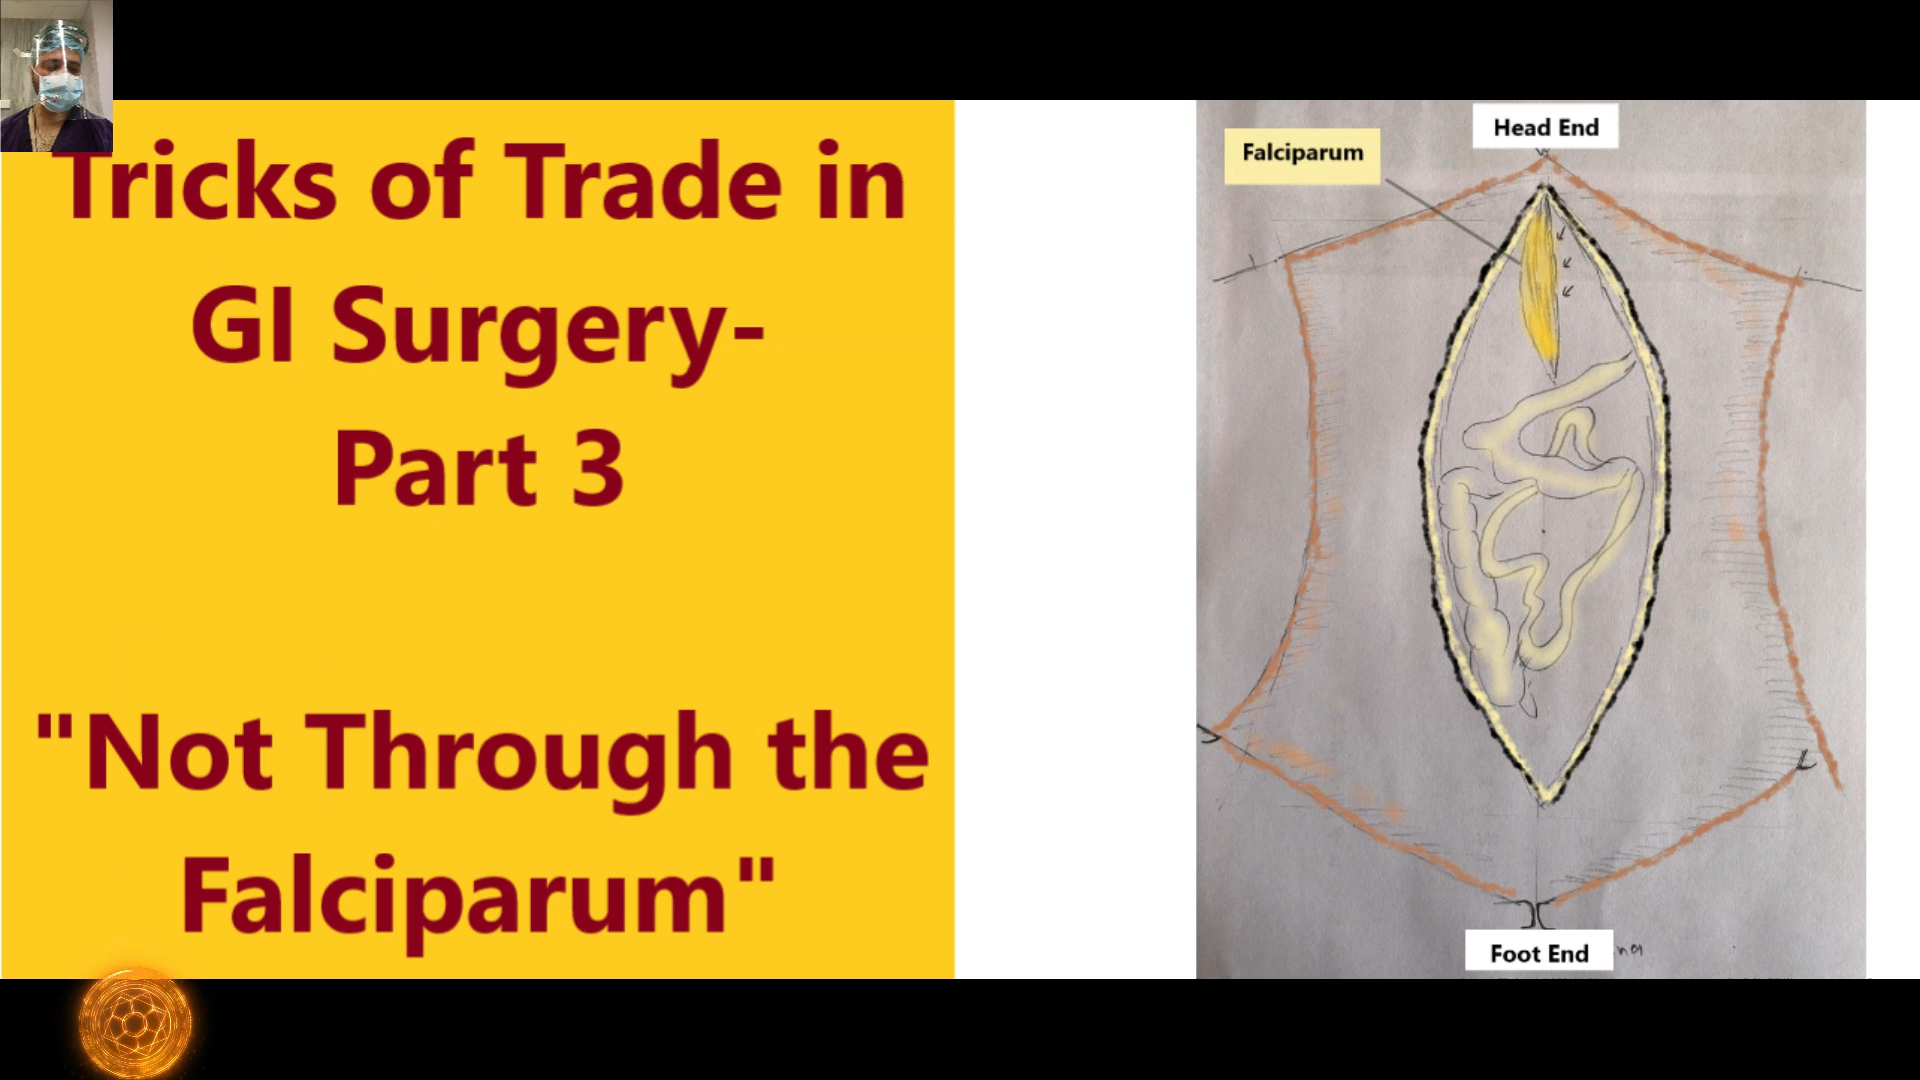 Tricks of Trade in
GI Surgery-
Part 3
"Not Through the
Falciparum"
Head End
Falciparum
Foot End